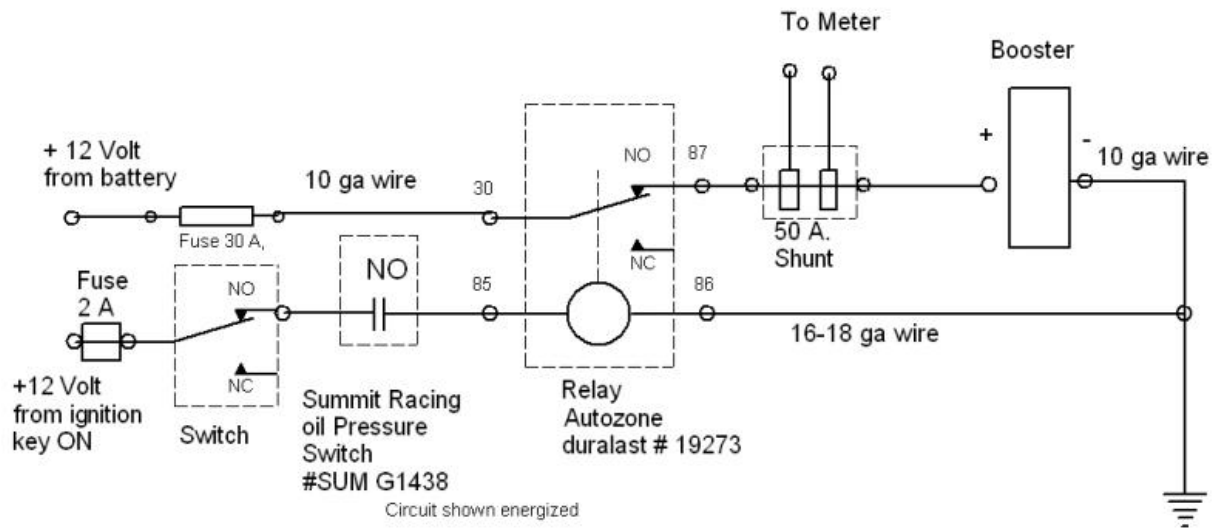 To Meter
Booster
+ 12 Volt
from battery
10 ga wire
30
NO
87
+
-
10 ga wire
Fuse 30 A,
50 A.
Shunt
NC
Fuse
2 A
NO
NO
85
86
16-18 ga wire
NC
+12 Volt
from ignition
key ON
Switch
Summit Racing
oil Pressure
Switch
#SUM G1438
Relay
Autozone
duralast # 19273
Circuit shown energized